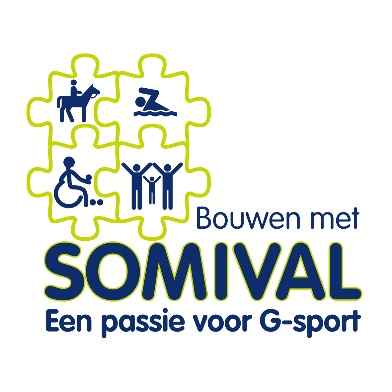 Bouwen met
SOMIVAL
Een passie voor G-sport